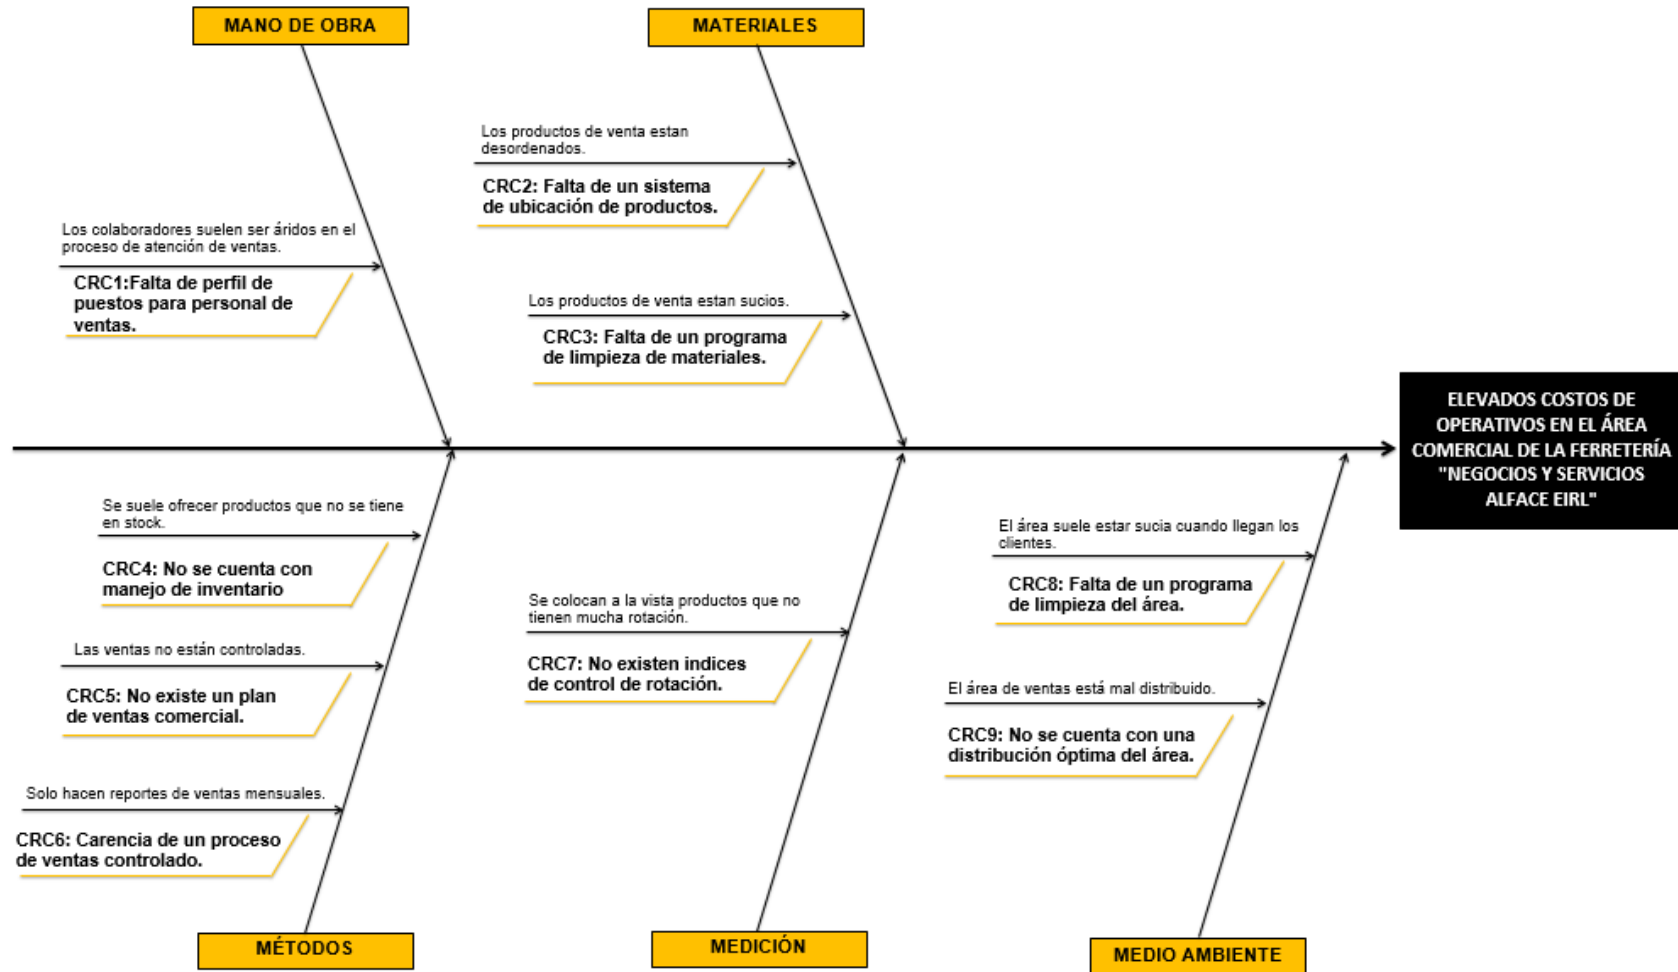 MANO DE OBRA
MATERIALES
Los productos de venta estan
desordenados.
CRC2: Falta de un sistema
de ubicación de productos.
Los colaboradores suelen ser áridos en el
proceso de atención de ventas.
CRC1:Falta de perfil de
puestos para personal de
ventas.
Los productos de venta estan sucios.
CRC3: Falta de un programa
de limpieza de materiales.
ELEVADOS COSTOS DE
OPERATIVOS EN EL ÁREA
COMERCIAL DE LA FERRETERÍA
"NEGOCIOS Y SERVICIOS
ALFACE EIRL"
Se suele ofrecer productos que no se tiene
en stock.
CRC4: No se cuenta con
manejo de inventario
Las ventas no están controladas.
CRC5: No existe un plan
de ventas comercial.
Solo hacen reportes de ventas mensuales.
CRC6: Carencia de un proceso
de ventas controlado.
Se colocan a la vista productos que no
tienen mucha rotación.
CRC7: No existen indices
de control de rotación.
El área suele estar sucia cuando llegan los
clientes.
CRC8: Falta de un programa
de limpieza del área.
El área de ventas está mal distribuido.
CRC9: No se cuenta con una
distribución óptima del área.
MÉTODOS
MEDICIÓN
MEDIO AMBIENTE